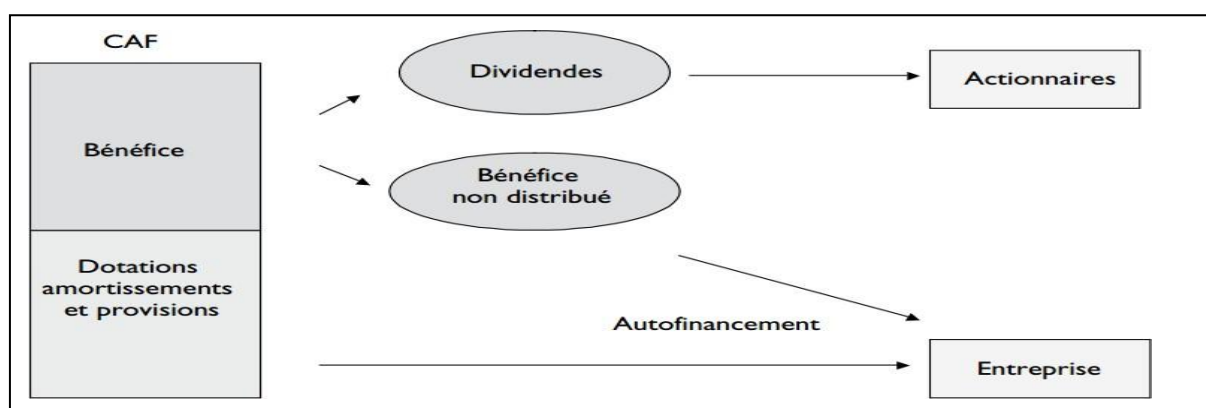 CAF
Bénéfice
Dotations
amortissements
et provisions
Dividendes
Bénéfice
non distribué
Autofinancement
Actionnaires
Entreprise